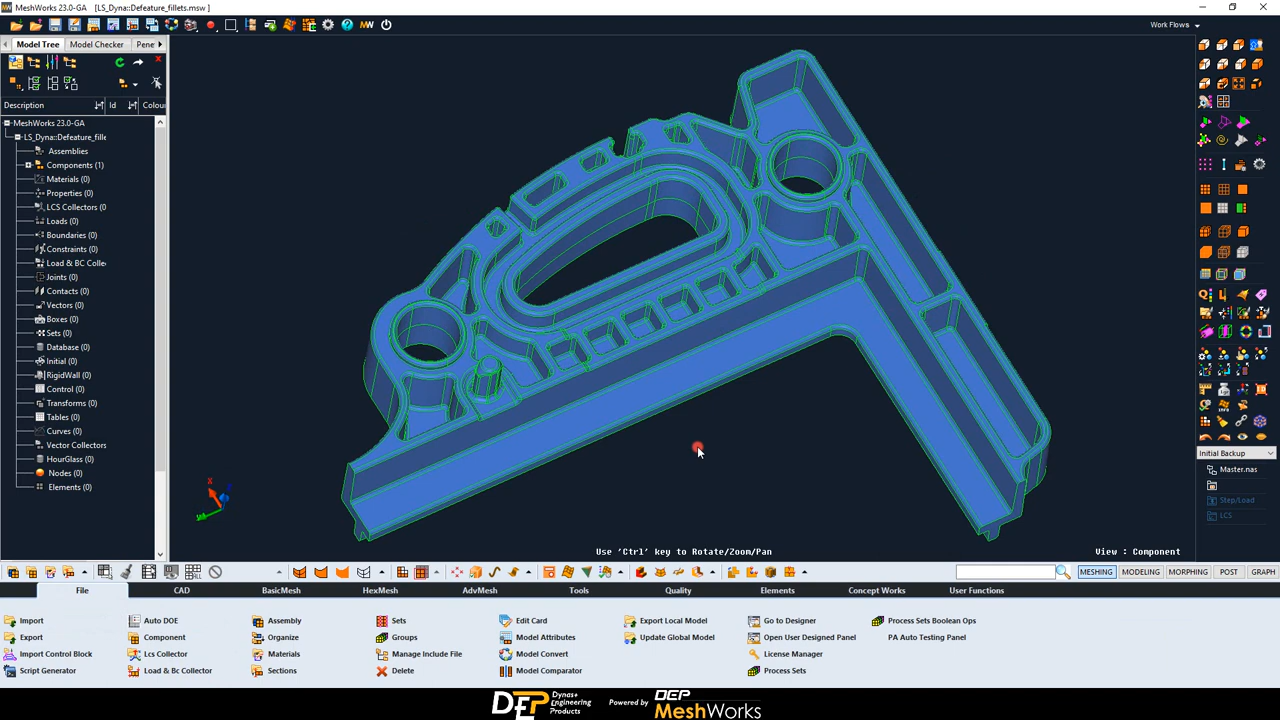 MeshWorks 23.0-GA   [LS_Dyna::Defeature_fillets.msw ]
Work Flows
Model Tree Model Checker Pene
Description Id Colou
MeshWorks 23.0-GA
LS_Dyna::Defeature_fille
Assemblies
Components (1)
Materials (0)
Properties (0)
LCS Collectors (0)
Loads (0)
Boundaries (0)
Constraints (0)
Load & BC Colle
Joints (0)
Contacts (0)
Vectors (0)
Boxes (0)
Sets (0)
Database (0)
Initial (0)
RigidWall (0)
Control (0)
Transforms (0)
Tables (0)
Curves (0)
Vector Collectors
HourGlass (0)
Nodes (0)
Elements (0)
Initial Backup
Master.nas
Step/Load
LCS
Use 'Ctrl' key to Rotate/Zoom/Pan
View : Component
MESHING MODELING MORPHING POST GRAPH
File CAD BasicMesh HexMesh AdvMesh Tools Quality Elements Concept Works User Functions
Import Auto DOE Assembly Sets Edit Card Export Local Model Go to Designer Process Sets Boolean Ops
Export Component Organize Groups Model Attributes Update Global Model Open User Designed Panel PA Auto Testing Panel
Import Control Block Lcs Collector Materials Manage Include File Model Convert License Manager
Script Generator Load & Bc Collector Sections Delete Model Comparator Process Sets
DEP Dynas+ Engineering Products Powered by DEP MeshWorks